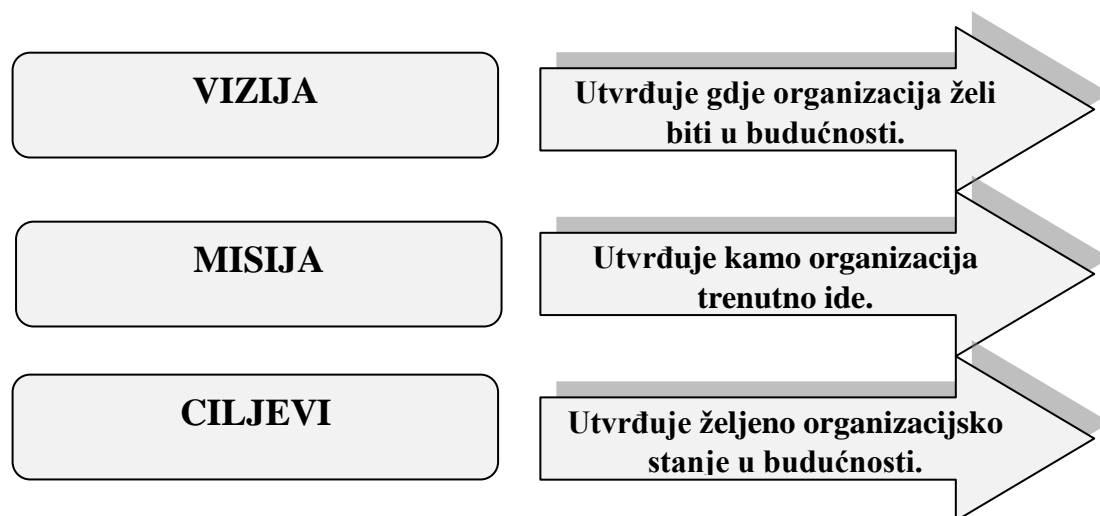 VIZIJA
Utvrđuje gdje organizacija želi
biti u budućnosti.
MISIJA
Utvrđuje kamo organizacija
trenutno ide.
CILJEVI
Utvrđuje željeno organizacijsko
stanje u budućnosti.